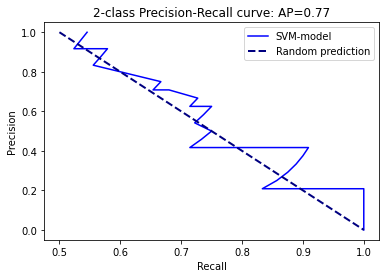 2-class Precision-Recall curve: AP=0.77
SVM-model
Random prediction
Precision
1.0
0.8
0.6
0.4
0.2
0.0
0.5 0.6 0.7 0.8 0.9 1.0
Recall